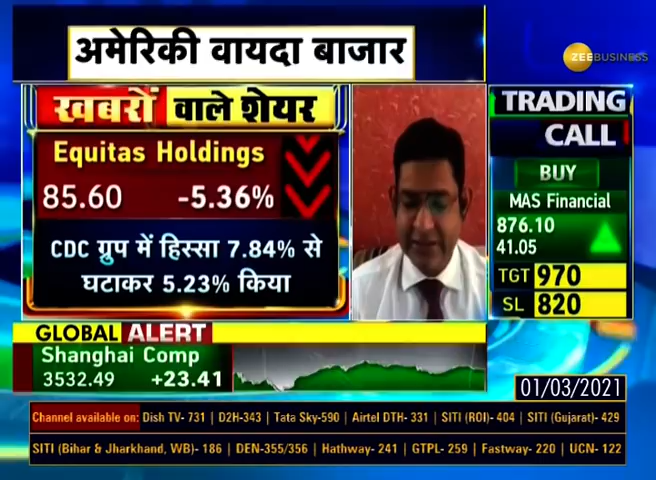 अमेरिकी वायदा बाजार
ZEEBUSINESS
खबरों वाले शेयर
Equitas Holdings
85.60 -5.36%
CDC ग्रुप में हिस्सा 7.84% से
घटाकर 5.23% किया
TRADING
CALL
BUY
MAS Financial
876.10
41.05
TGT 970
SL 820
GLOBAL ALERT
Shanghai Comp
3532.49 +23.41
01/03/2021
Channel available on: Dish TV- 731 | D2H-343 | Tata Sky-590 | Airtel DTH- 331 | SITI (ROI)- 404 | SITI (Gujarat)- 429
SITI (Bihar & Jharkhand, WB)- 186 | DEN-355/356 | Hathway- 241 | GTPL- 259 | Fastway- 220 | UCN- 122